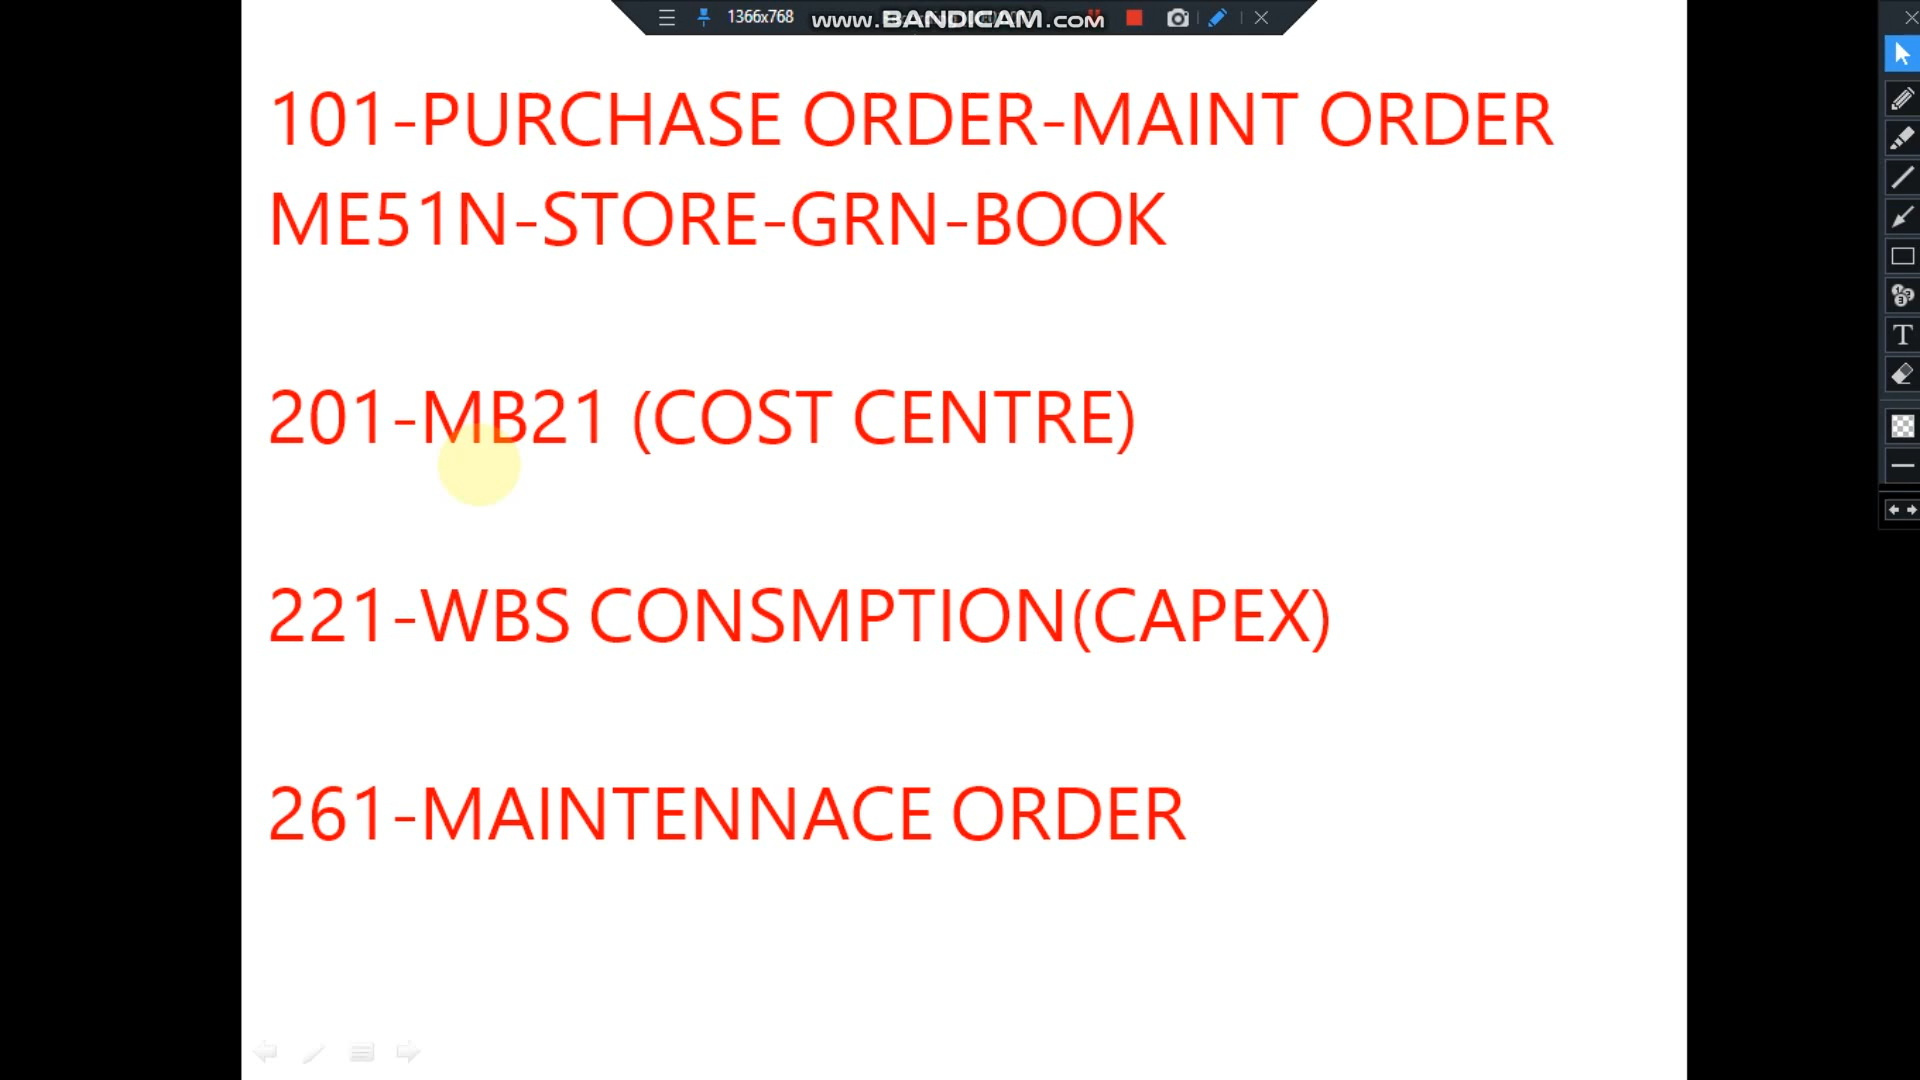 1366x768 www.BANDICAM.COM
101-PURCHASE ORDER-MAINT ORDER
ME51N-STORE-GRN-BOOK
201-MB21 (COST CENTRE)
221-WBS CONSMPTION(CAPEX)
261-MAINTENNACE ORDER
T